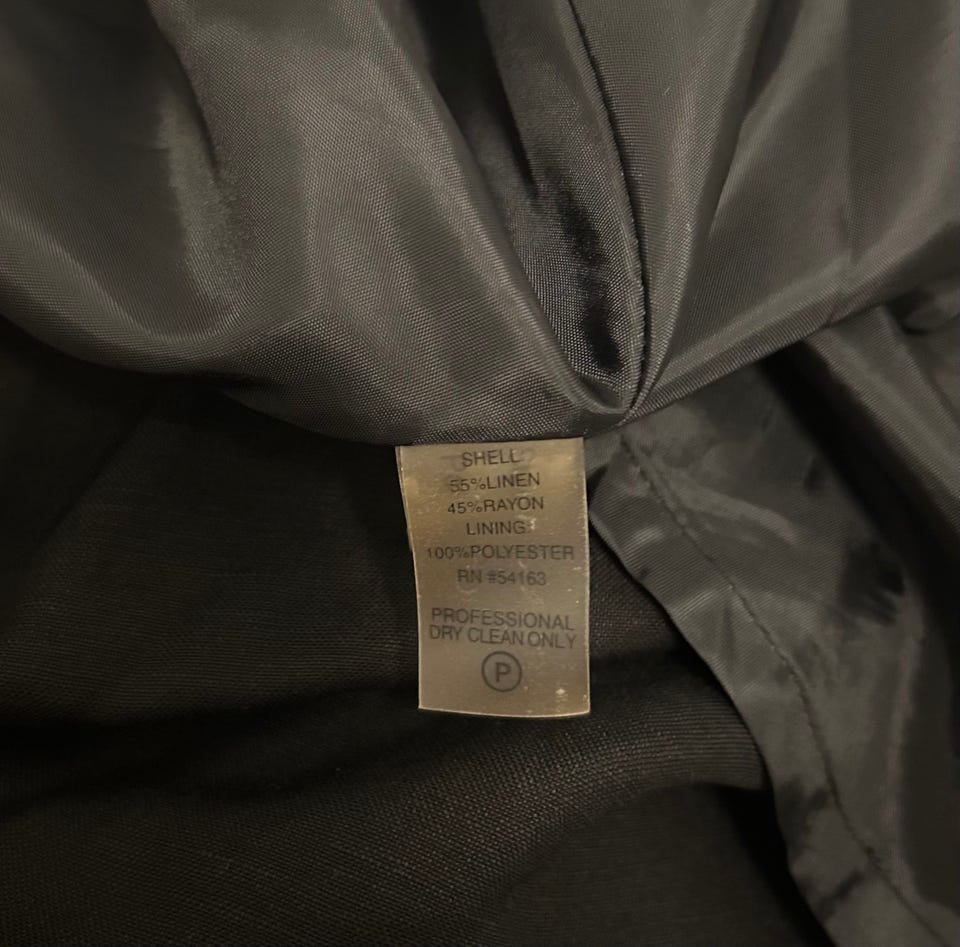 SHELL
55%LINEN
45%RAYON
LINING
100%POLYESTER
RN #54163
PROFESSIONAL
DRY CLEAN ONLY
P